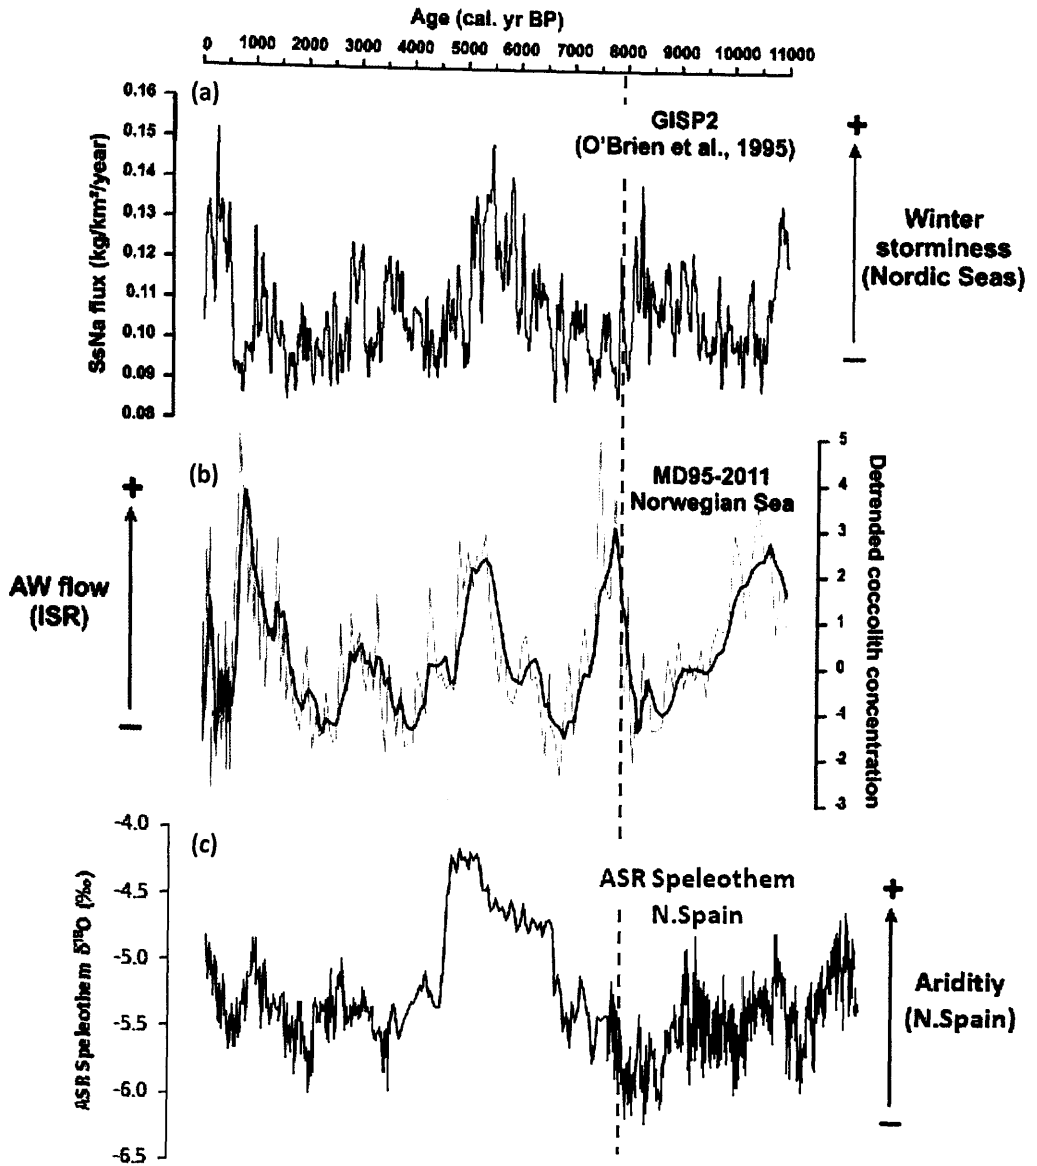 Age (cal. yr BP)
0 1000 2000 3000 4000 5000 6000 7000 8000 9000 10000 11000
(a)
0.16
0.15
0.14
0.13
0.12
0.11
0.10
0.09
0.08
SsNa flux (kg/km²/year)
GISP2
(O'Brien et al., 1995)
+
Winter
storminess
(Nordic Seas)
−
(b)
MD95-2011
Norwegian Sea
+
AW flow
(ISR)
−
5
4
3
2
1
0
-1
-2
-3
Detrended coccolith concentration
(c)
-4.0
-4.5
-5.0
-5.5
-6.0
-6.5
ASR Speleothem δ¹⁸O (‰)
ASR Speleothem
N.Spain
+
Ariditiy
(N.Spain)
−